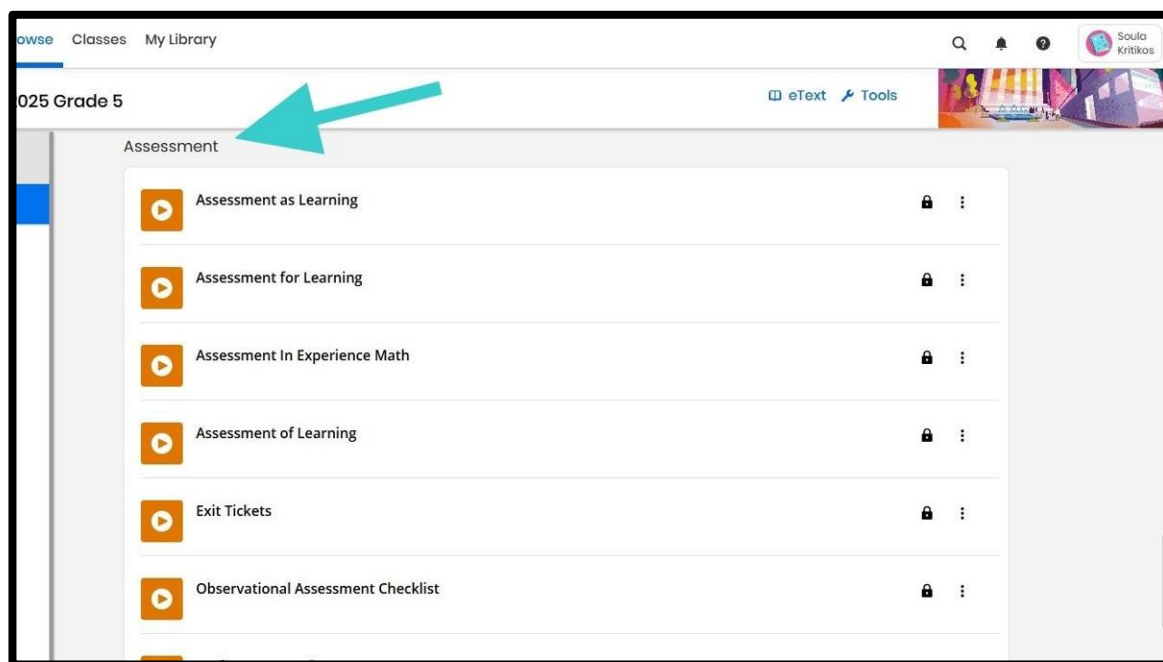 owse Classes My Library
Soula
Kritikos
2025 Grade 5
eText Tools
Assessment
Assessment as Learning
Assessment for Learning
Assessment In Experience Math
Assessment of Learning
Exit Tickets
Observational Assessment Checklist